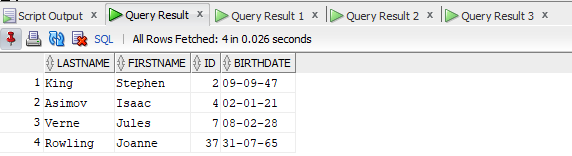 Script Output x Query Result x Query Result 1 x Query Result 2 x Query Result 3 x
SQL | All Rows Fetched: 4 in 0.026 seconds
LASTNAME FIRSTNAME ID BIRTHDATE
1 King Stephen 2 09-09-47
2 Asimov Isaac 4 02-01-21
3 Verne Jules 7 08-02-28
4 Rowling Joanne 37 31-07-65